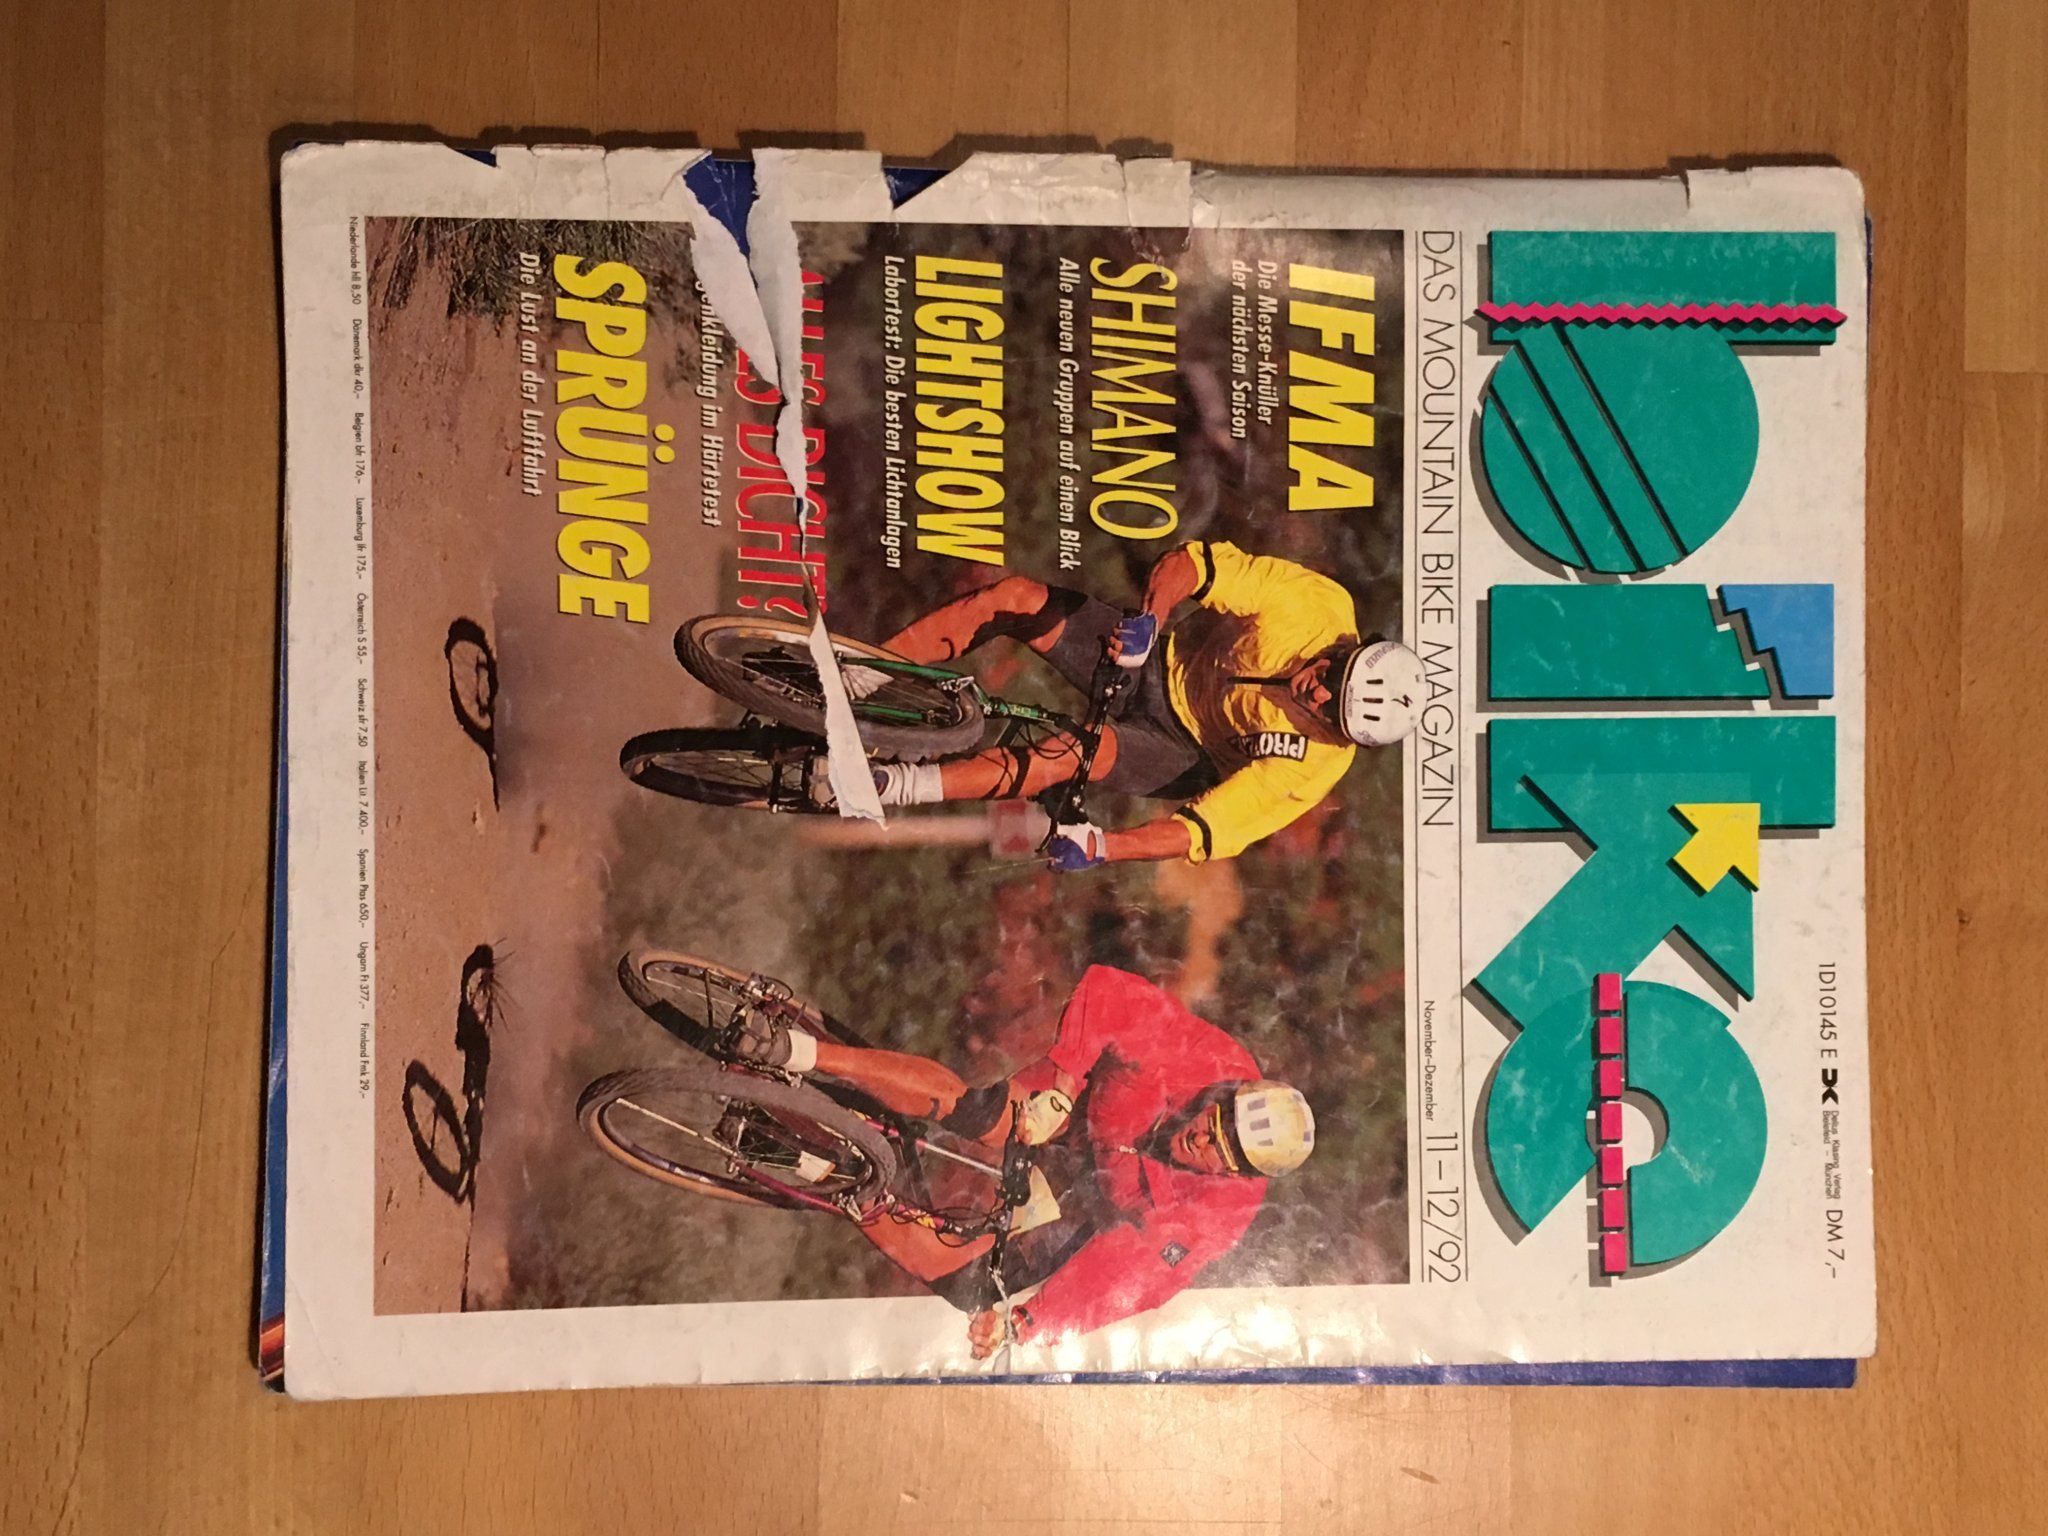 1D10145 E
Delius Klasing Verlag
Bielefeld – München
DM 7,–
bike
DAS MOUNTAIN BIKE MAGAZIN
November–Dezember 11–12/92
IFMA
Die Messe-Knüller
der nächsten Saison
SHIMANO
Alle neuen Gruppen auf einen Blick
LIGHTSHOW
Labortest: Die besten Lichtanlagen
DICHT?
im Härtetest
SPRÜNGE
Die Lust an der Luftfahrt
PRO
Niederlande hfl 8,50 Dänemark dkr 40,– Belgien bfr 176,– Luxemburg lfr 175,– Österreich S 55,– Schweiz sfr 7,50 Italien Lit 7 400,– Spanien Ptas 650,– Ungarn Ft 377,– Finnland Fmk 29,–